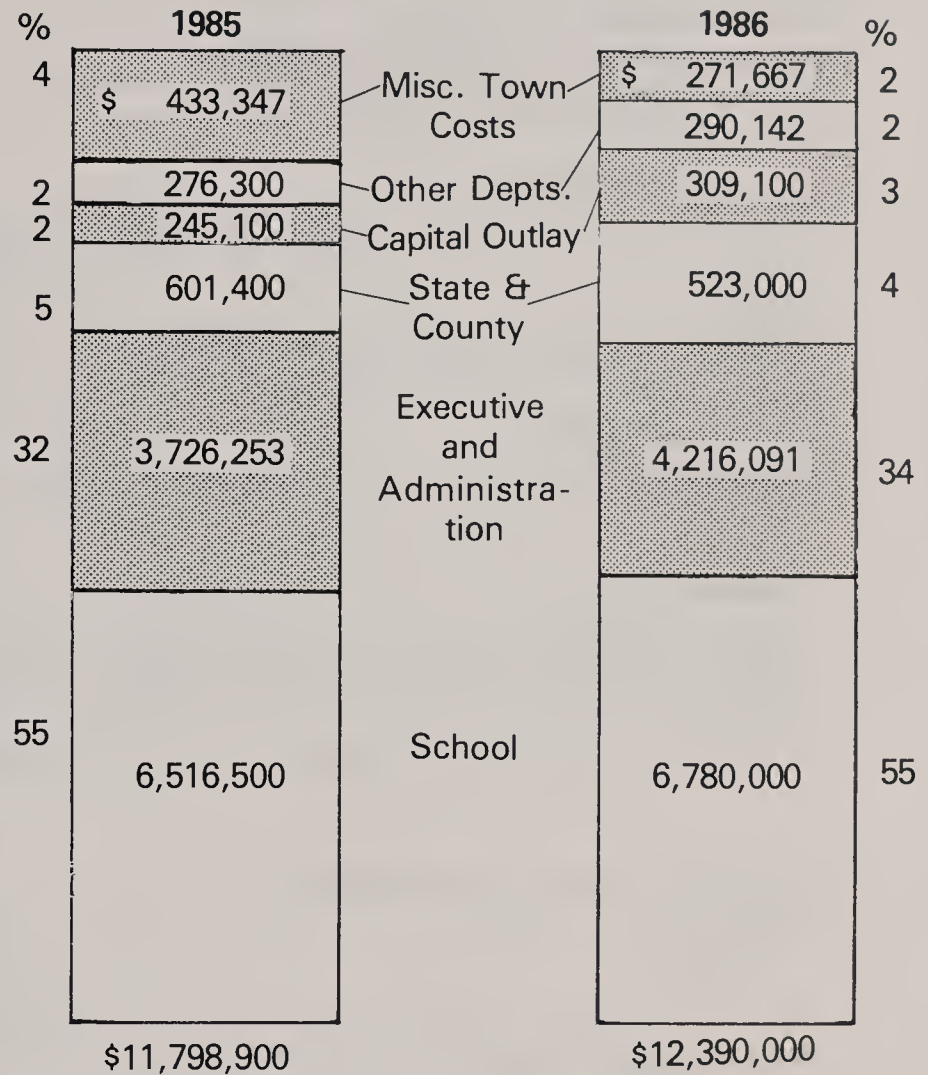 % 1985 1986 %
4 $ 433,347 Misc. Town Costs $ 271,667 2
2 276,300 Other Depts. 290,142 2
2 245,100 Capital Outlay 309,100 3
5 601,400 State & County 523,000 4
32 3,726,253 Executive and Administra- tion 4,216,091 34
55 6,516,500 School 6,780,000 55
$11,798,900 $12,390,000